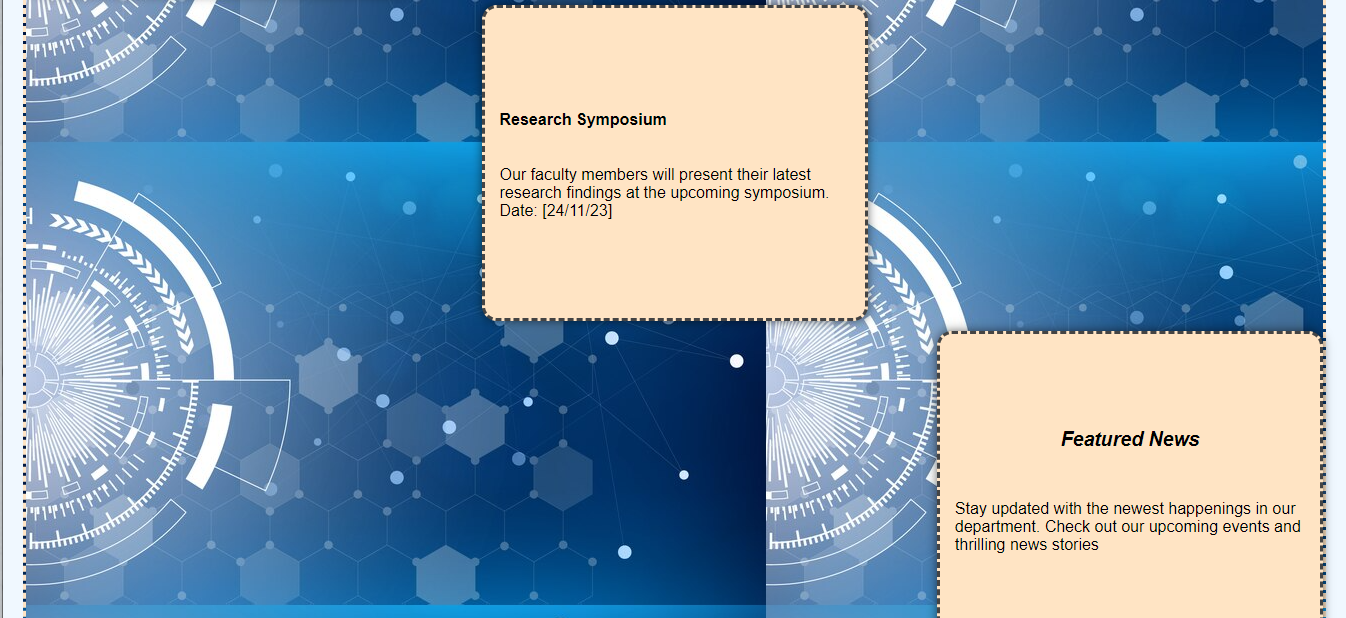 Research Symposium
Our faculty members will present their latest
research findings at the upcoming symposium.
Date: [24/11/23]
Featured News
Stay updated with the newest happenings in our
department. Check out our upcoming events and
thrilling news stories